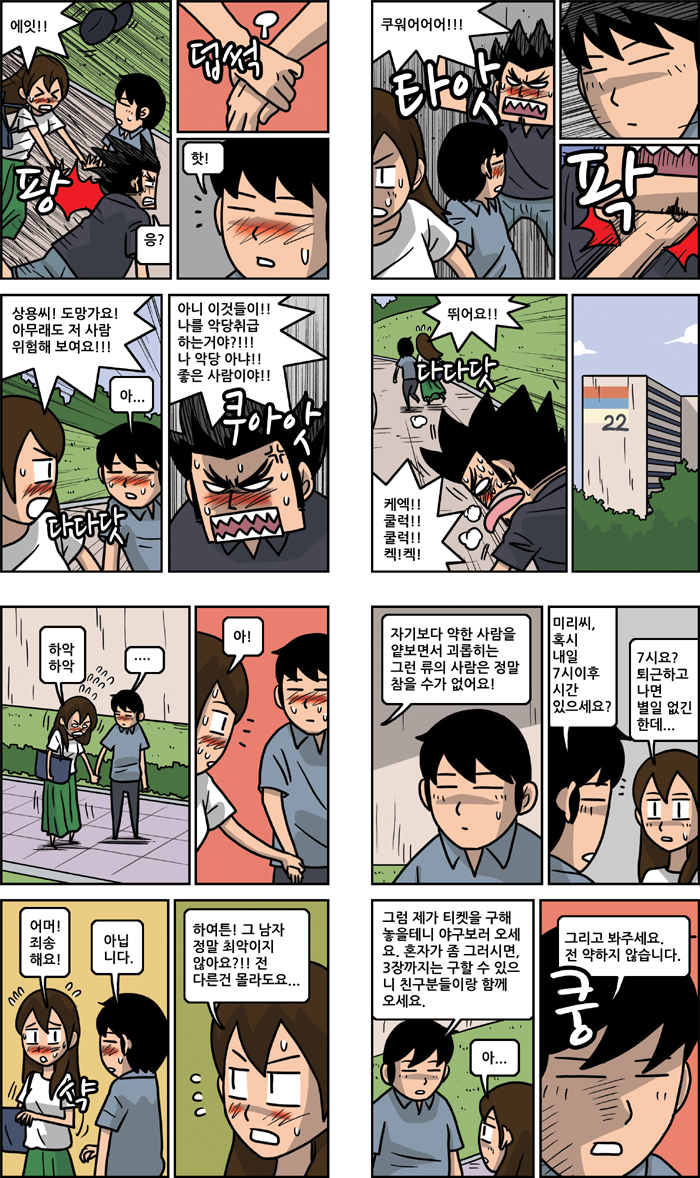 에잇!!
덥썩
팡
응?
핫!
상용씨! 도망가요!
아무래도 저 사람
위험해 보여요!!!
아...
다다닷
아니 이것들이!!
나를 악당취급
하는거야?!!!
나 악당 아냐!!
좋은 사람이야!!
쿠아앗
쿠워어어어!!!
타앗
팍
뛰어요!!
다다닷
케엑!!
쿨럭!!
쿨럭!!
켁!켁!
22
하악
하악
....
아!
어머!
죄송
해요!
아닙
니다.
샥
하여튼! 그 남자
정말 최악이지
않아요?!! 전
다른건 몰라도요...
자기보다 약한 사람을
얕보면서 괴롭히는
그런 류의 사람은 정말
참을 수가 없어요!
미리씨,
혹시
내일
7시이후
시간
있으세요?
7시요?
퇴근하고
나면
별일 없긴
한데...
그럼 제가 티켓을 구해
놓을테니 야구보러 오세
요. 혼자가 좀 그러시면,
3장까지는 구할 수 있으
니 친구분들이랑 함께
오세요.
아...
그리고 봐주세요.
전 약하지 않습니다.
쿵